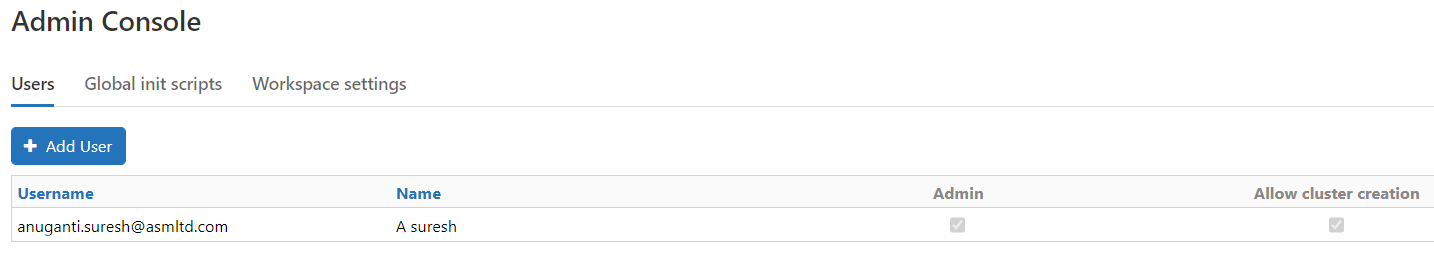 Admin Console
Users Global init scripts Workspace settings
+ Add User
Username Name Admin Allow cluster creation
anuganti.suresh@asmltd.com A suresh